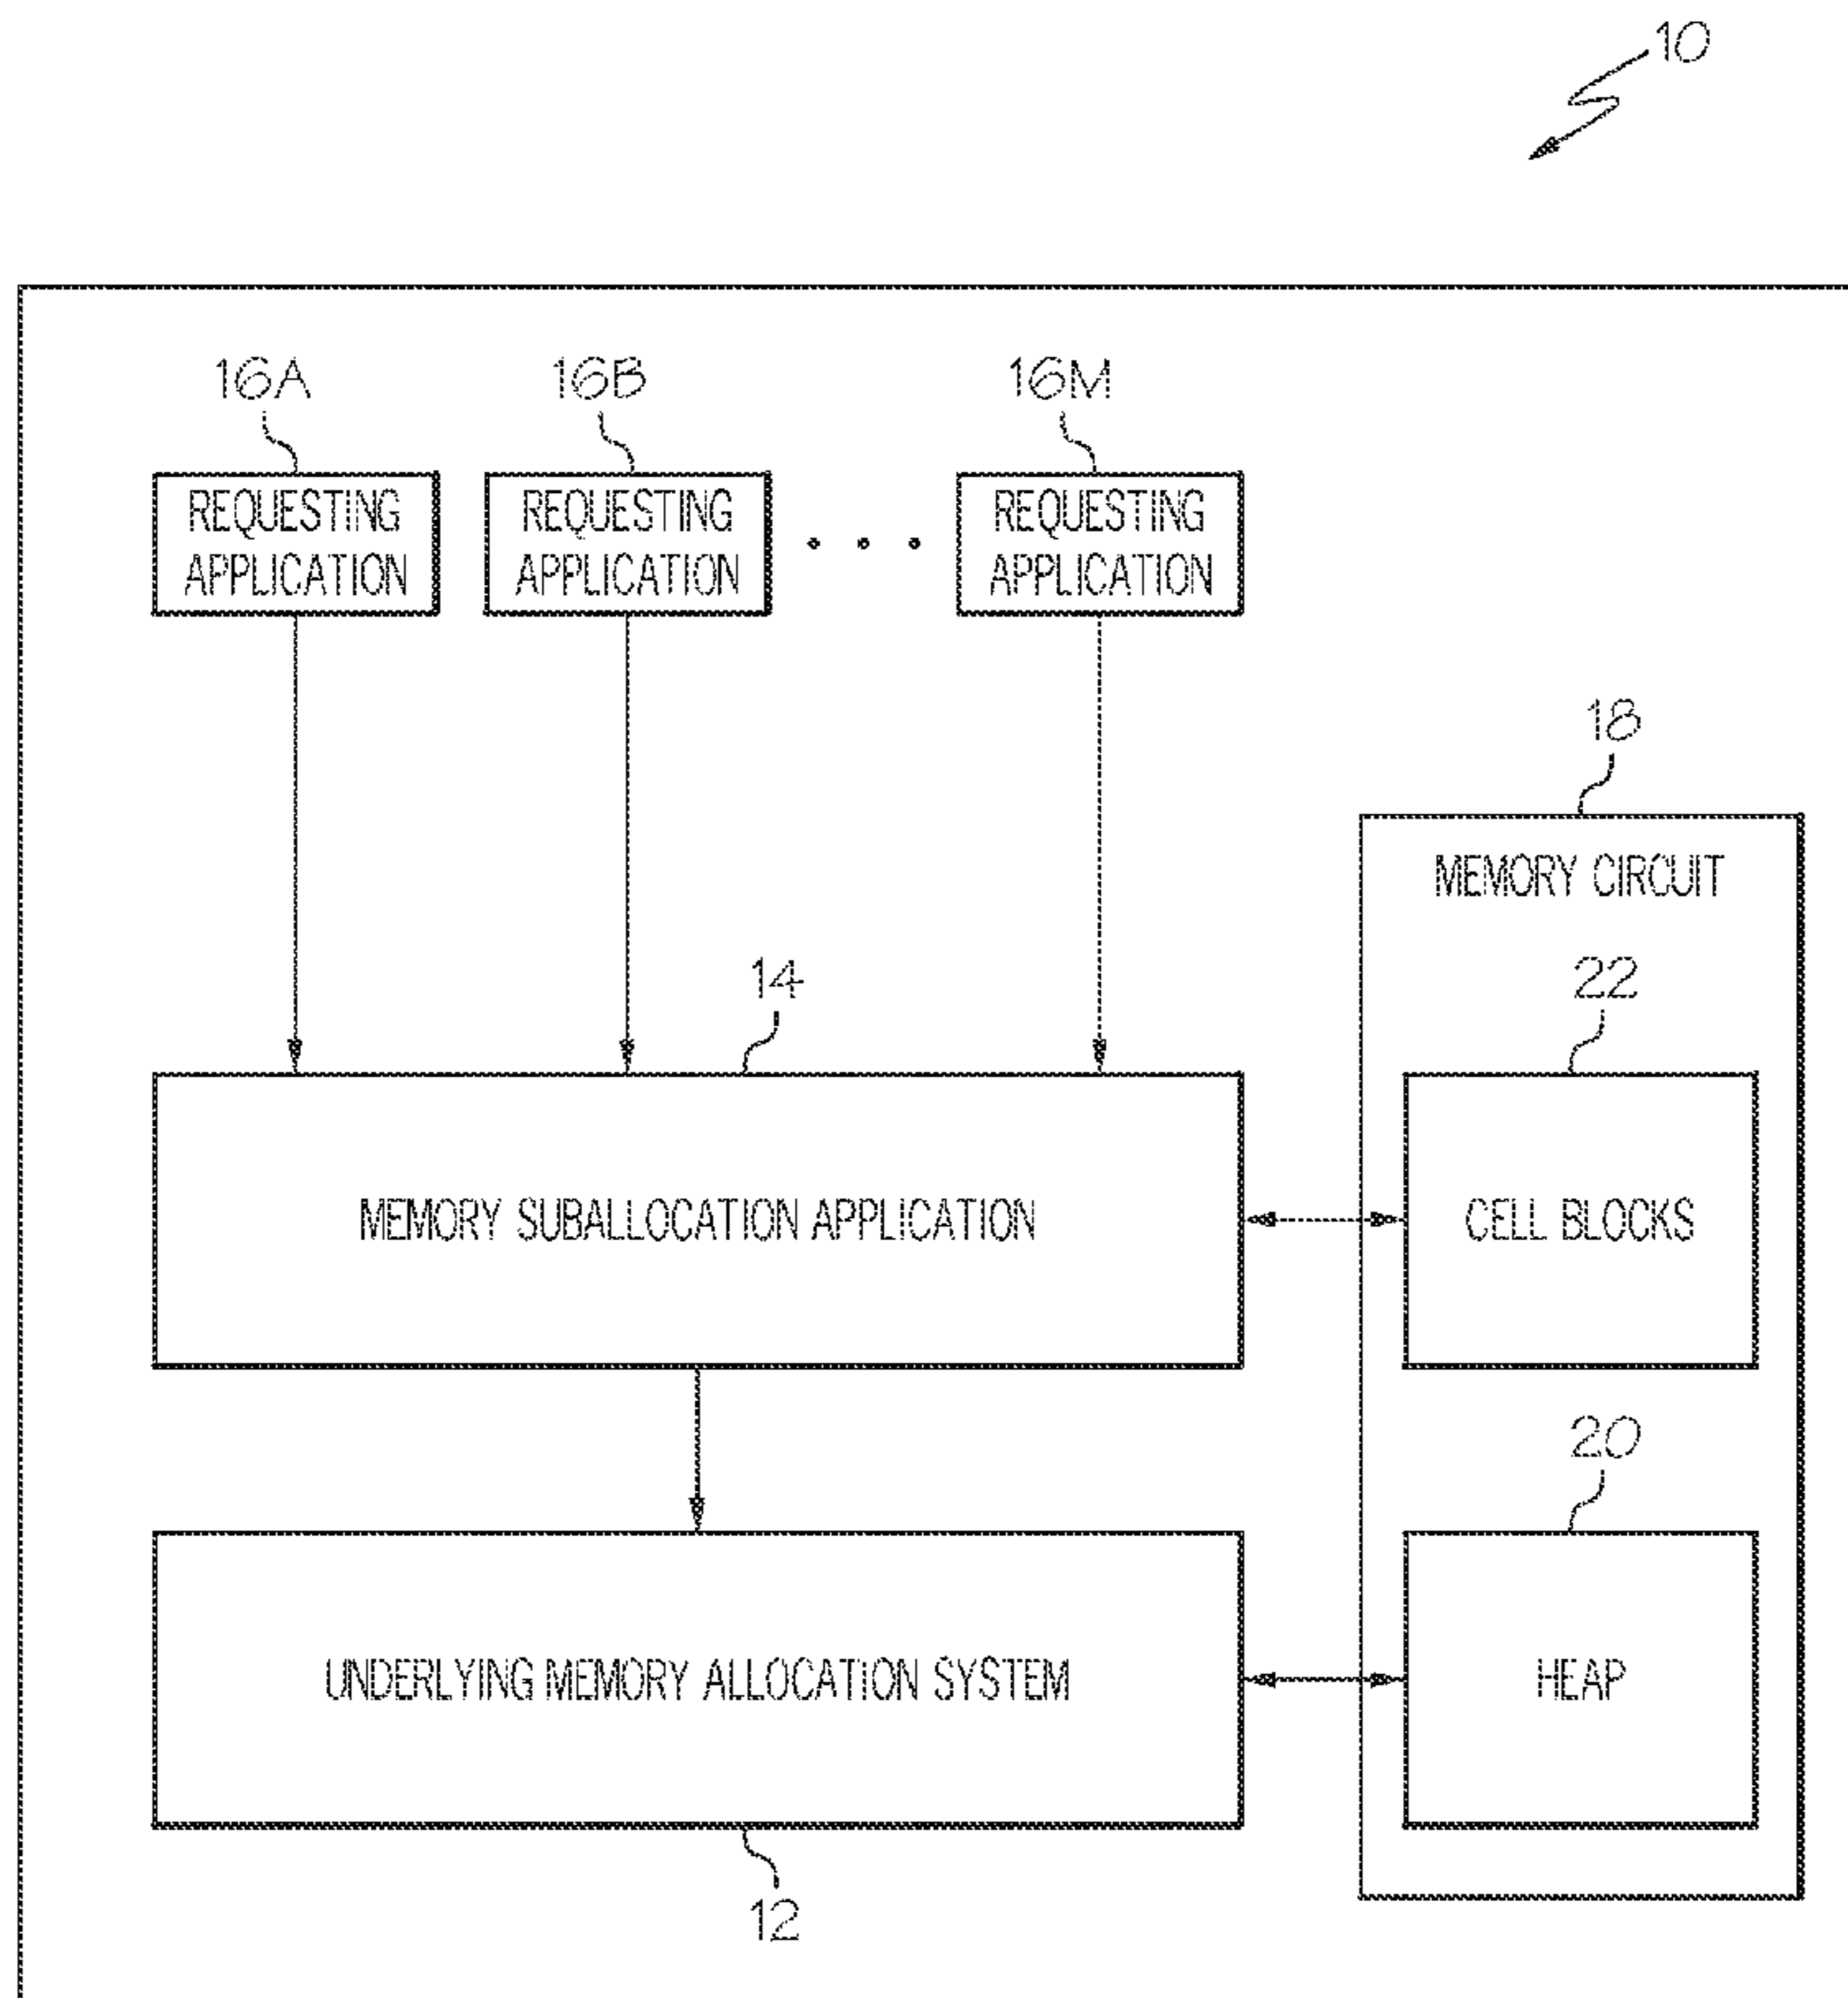 10
16A
16B
16M
REQUESTING
APPLICATION
REQUESTING
APPLICATION
REQUESTING
APPLICATION
18
MEMORY CIRCUIT
14
22
MEMORY SUBALLOCATION APPLICATION
CELL BLOCKS
20
UNDERLYING MEMORY ALLOCATION SYSTEM
HEAP
12